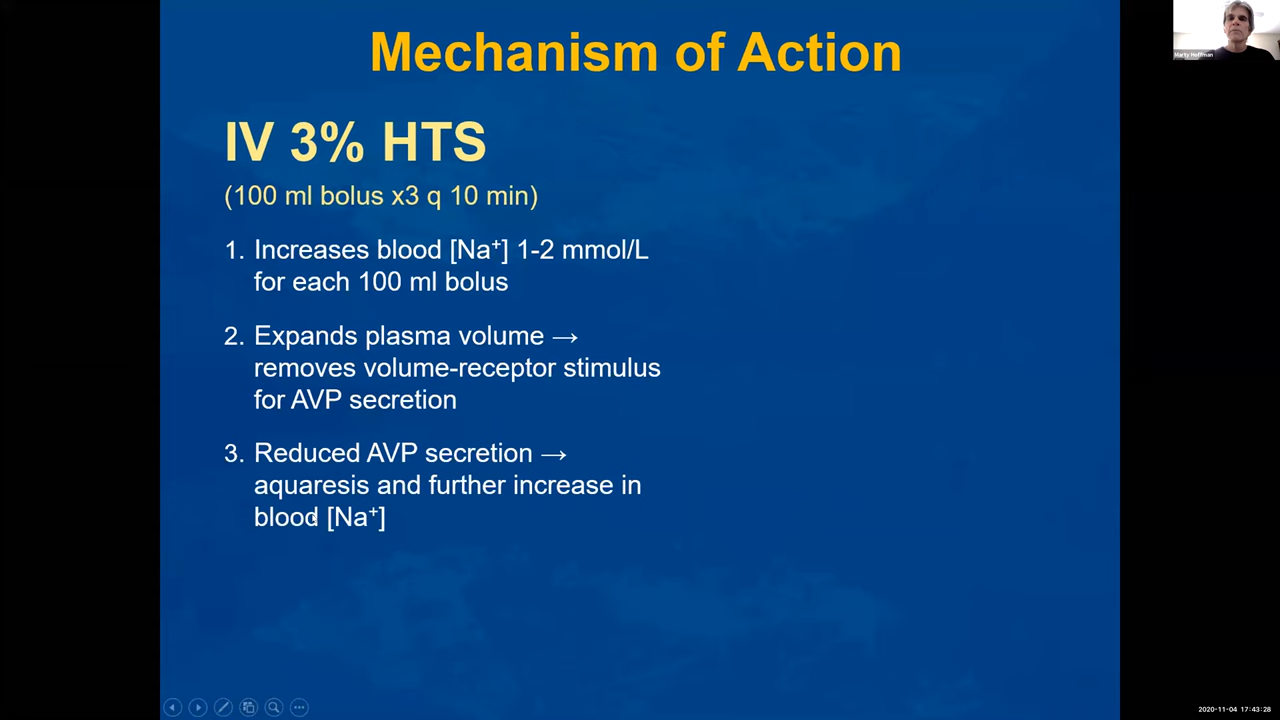 Mechanism of Action
Marty Hoffman
IV 3% HTS
(100 ml bolus x3 q 10 min)
1. Increases blood [Na⁺] 1-2 mmol/L
for each 100 ml bolus
2. Expands plasma volume →
removes volume-receptor stimulus
for AVP secretion
3. Reduced AVP secretion →
aquaresis and further increase in
blood [Na⁺]
2020-11-04 17:43:28